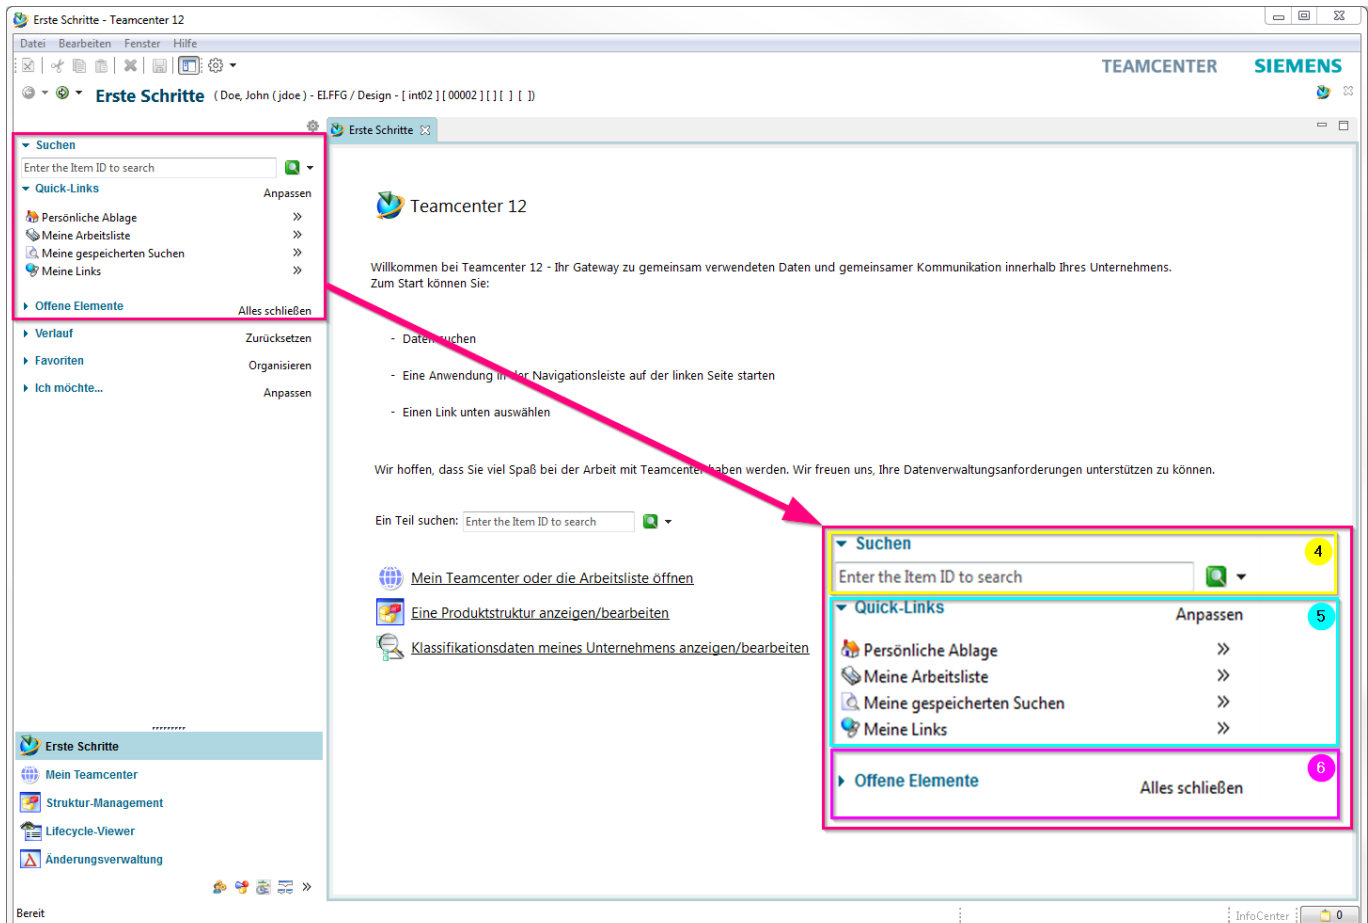 Erste Schritte - Teamcenter 12
Datei Bearbeiten Fenster Hilfe
TEAMCENTER SIEMENS
Erste Schritte ( Doe, John ( jdoe ) - EI.FFG / Design - [ int02 ] [ 00002 ] [ ] [ ] [ ])
Erste Schritte
Suchen
Enter the Item ID to search
Quick-Links Anpassen
Persönliche Ablage
Meine Arbeitsliste
Meine gespeicherten Suchen
Meine Links
Offene Elemente Alles schließen
Verlauf Zurücksetzen
Favoriten Organisieren
Ich möchte... Anpassen
Teamcenter 12
Willkommen bei Teamcenter 12 - Ihr Gateway zu gemeinsam verwendeten Daten und gemeinsamer Kommunikation innerhalb Ihres Unternehmens.
Zum Start können Sie:
- Daten suchen
- Eine Anwendung in der Navigationsleiste auf der linken Seite starten
- Einen Link unten auswählen
Wir hoffen, dass Sie viel Spaß bei der Arbeit mit Teamcenter haben werden. Wir freuen uns, Ihre Datenverwaltungsanforderungen unterstützen zu können.
Ein Teil suchen: Enter the Item ID to search
Mein Teamcenter oder die Arbeitsliste öffnen
Eine Produktstruktur anzeigen/bearbeiten
Klassifikationsdaten meines Unternehmens anzeigen/bearbeiten
Suchen 4
Enter the Item ID to search
Quick-Links Anpassen 5
Persönliche Ablage
Meine Arbeitsliste
Meine gespeicherten Suchen
Meine Links
Offene Elemente Alles schließen 6
Erste Schritte
Mein Teamcenter
Struktur-Management
Lifecycle-Viewer
Änderungsverwaltung
Bereit
InfoCenter 0